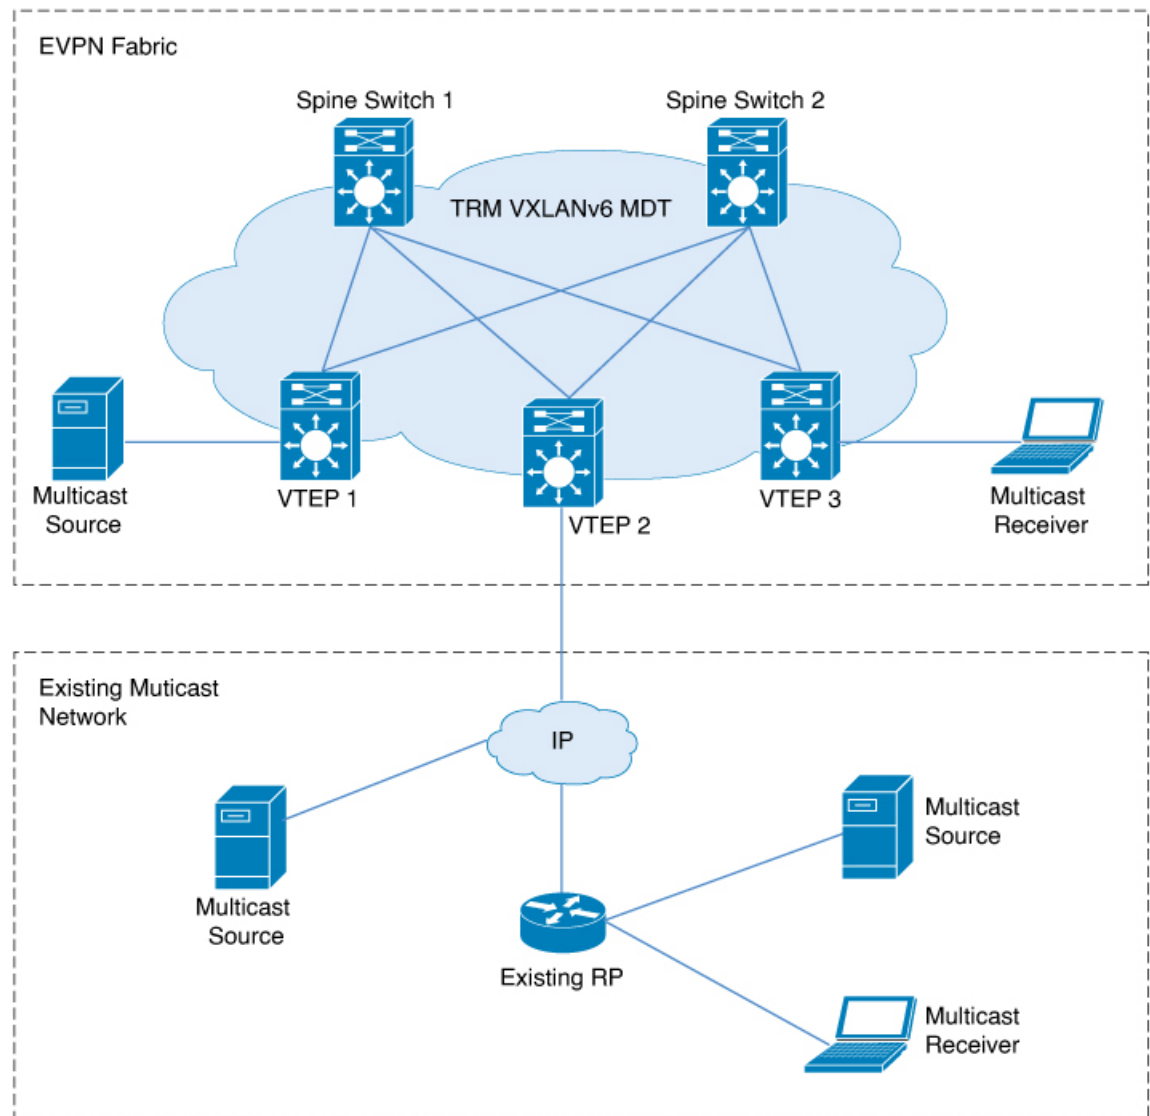 EVPN Fabric
Spine Switch 1
Spine Switch 2
TRM VXLANv6 MDT
Multicast
Source
VTEP 1
VTEP 2
VTEP 3
Multicast
Receiver
Existing Muticast
Network
IP
Multicast
Source
Multicast
Source
Existing RP
Multicast
Receiver